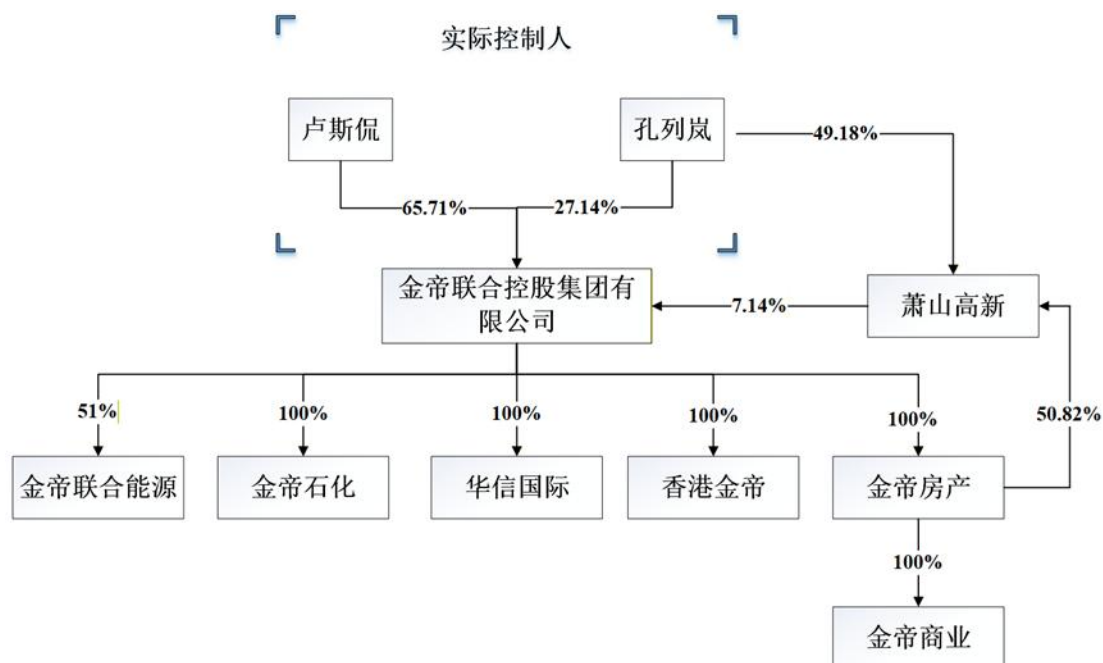 实际控制人
卢斯侃
孔列岚
49.18%
65.71%
27.14%
金帝联合控股集团有
限公司
7.14%
萧山高新
51%
100%
100%
100%
100%
50.82%
金帝联合能源
金帝石化
华信国际
香港金帝
金帝房产
100%
金帝商业